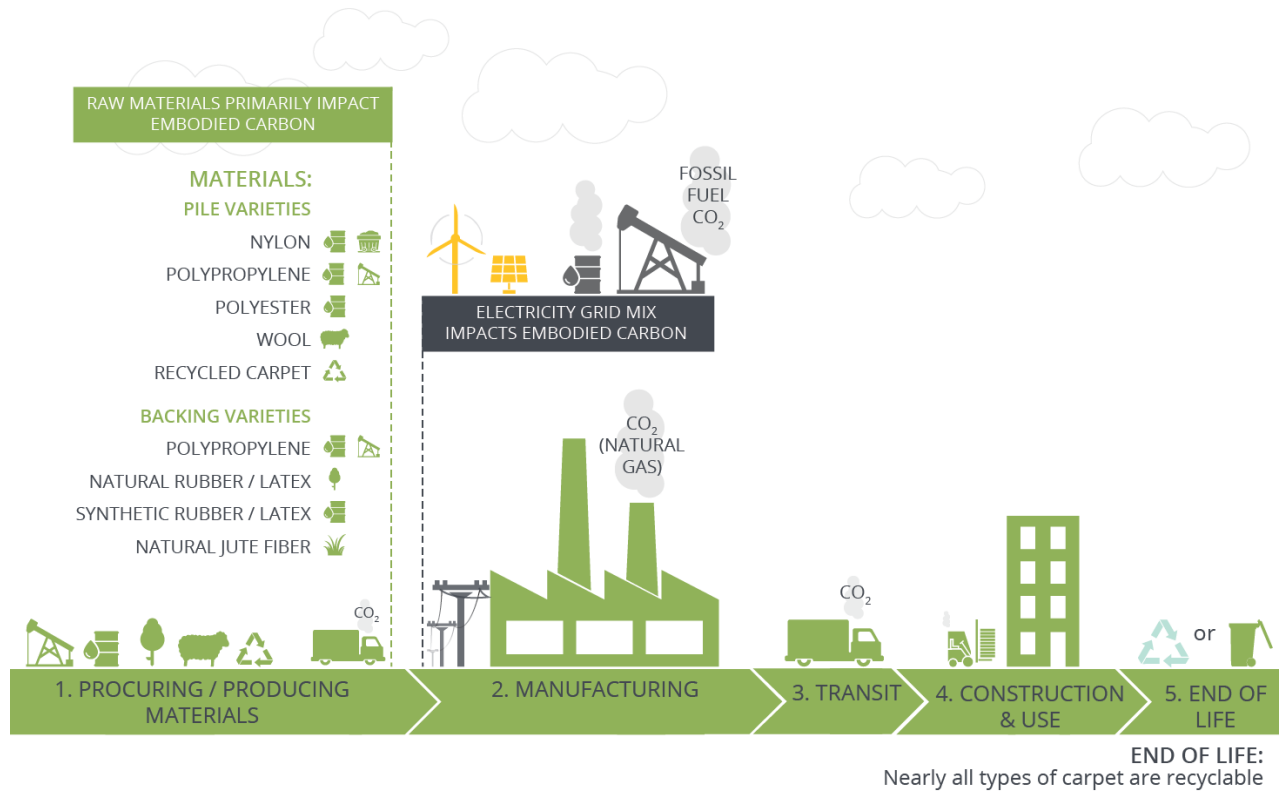 RAW MATERIALS PRIMARILY IMPACT
EMBODIED CARBON
MATERIALS:
PILE VARIETIES
NYLON
POLYPROPYLENE
POLYESTER
WOOL
RECYCLED CARPET
BACKING VARIETIES
POLYPROPYLENE
NATURAL RUBBER / LATEX
SYNTHETIC RUBBER / LATEX
NATURAL JUTE FIBER
CO₂
FOSSIL
FUEL
CO₂
ELECTRICITY GRID MIX
IMPACTS EMBODIED CARBON
CO₂
(NATURAL
GAS)
CO₂
or
1. PROCURING / PRODUCING
MATERIALS
2. MANUFACTURING
3. TRANSIT
4. CONSTRUCTION
& USE
5. END OF
LIFE
END OF LIFE:
Nearly all types of carpet are recyclable